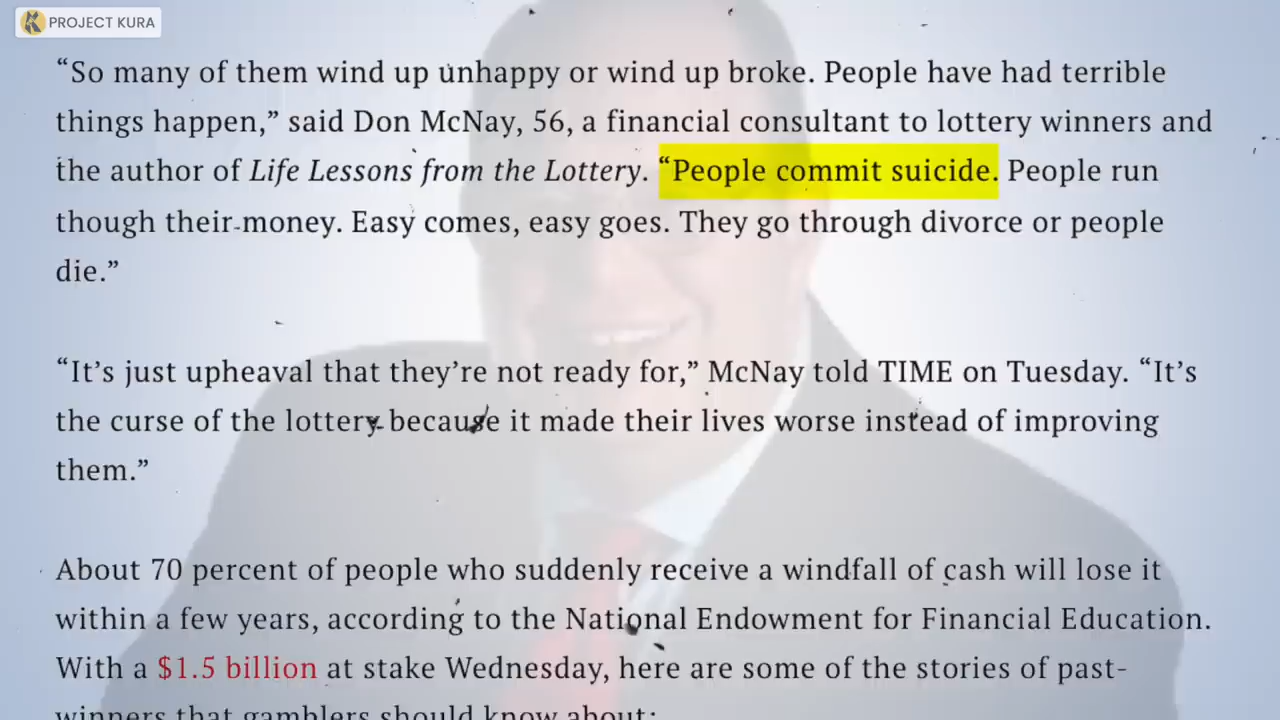 PROJECT KURA
“So many of them wind up unhappy or wind up broke. People have had terrible
things happen,” said Don McNay, 56, a financial consultant to lottery winners and
the author of Life Lessons from the Lottery. “People commit suicide. People run
though their money. Easy comes, easy goes. They go through divorce or people
die.”
“It’s just upheaval that they’re not ready for,” McNay told TIME on Tuesday. “It’s
the curse of the lottery because it made their lives worse instead of improving
them.”
About 70 percent of people who suddenly receive a windfall of cash will lose it
within a few years, according to the National Endowment for Financial Education.
With a $1.5 billion at stake Wednesday, here are some of the stories of past-
winners that gamblers should know about: